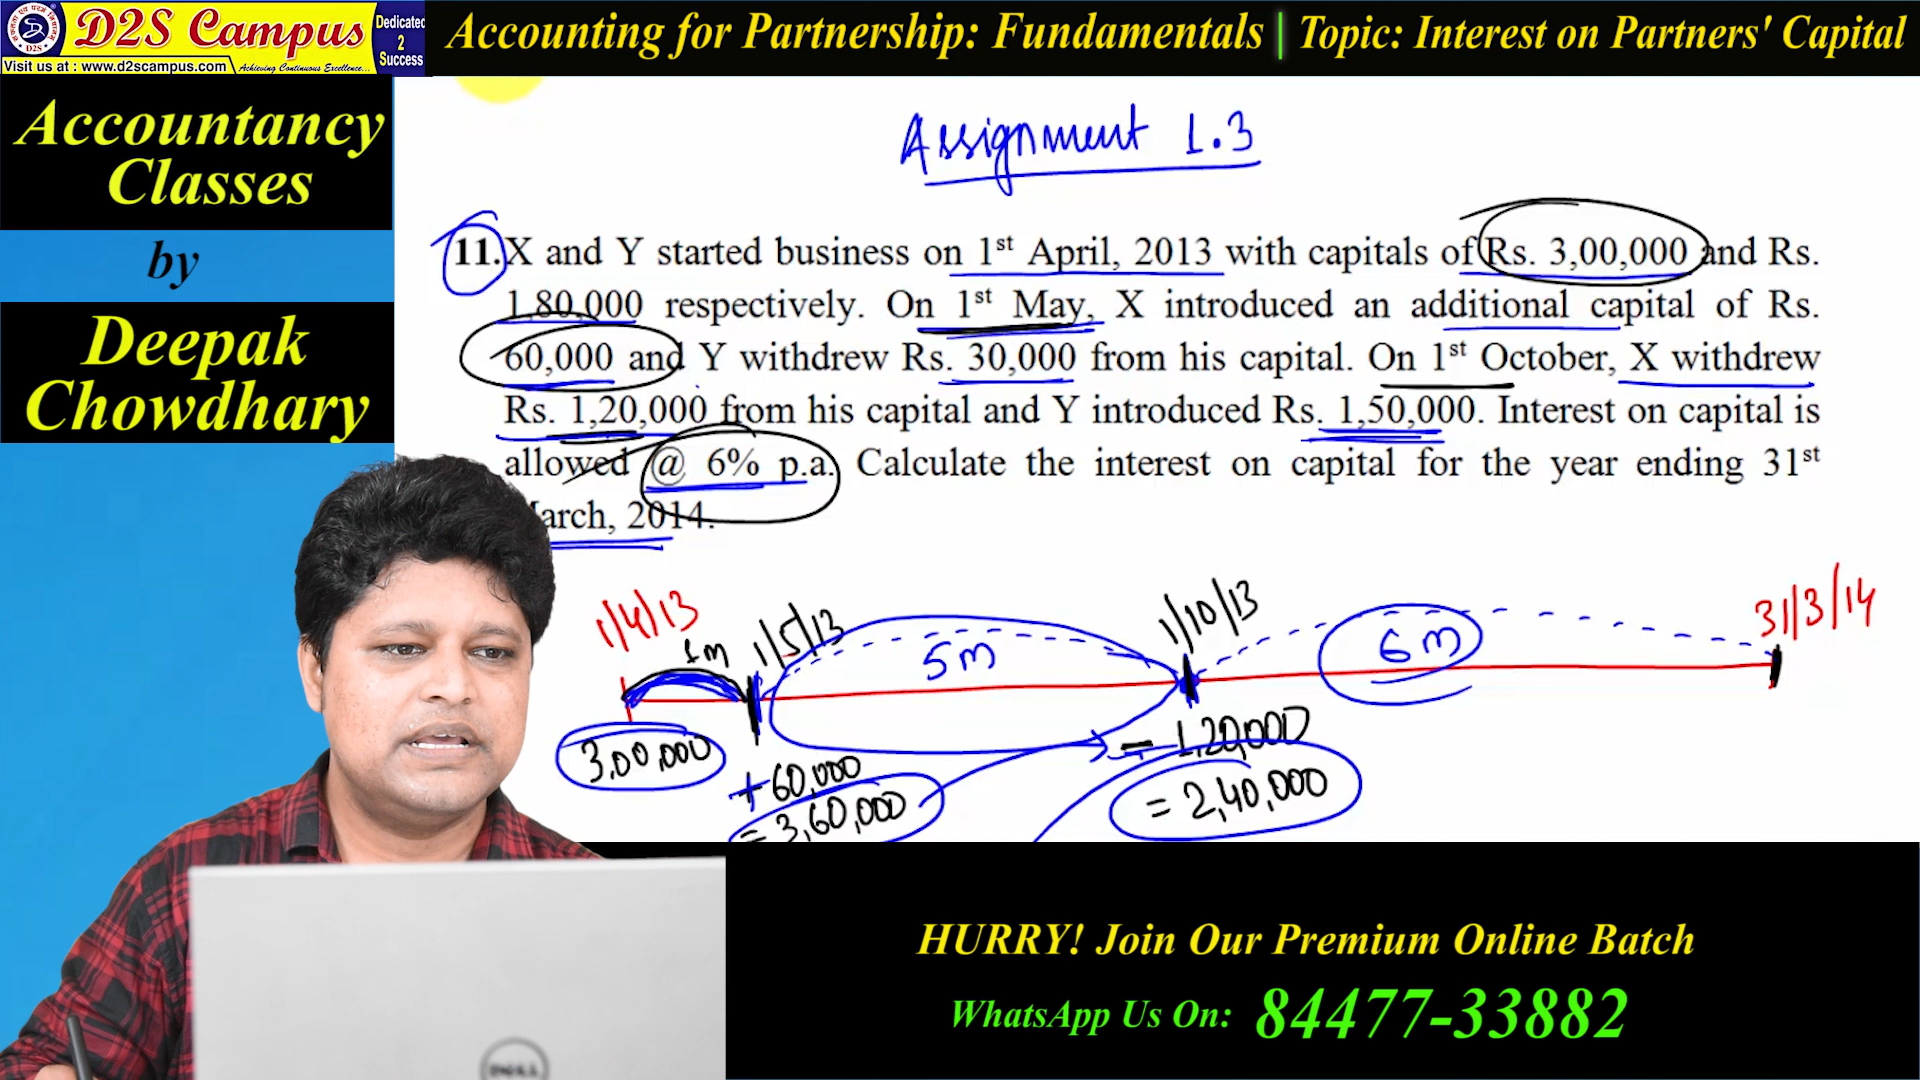 D2S Campus
Dedicated
2
Success
Visit us at : www.d2scampus.com
Achieving Continuous Excellence...
D2S
Accounting for Partnership: Fundamentals | Topic: Interest on Partners' Capital
Accountancy
Classes
by
Deepak
Chowdhary
Assignment 1.3
11. X and Y started business on 1st April, 2013 with capitals of Rs. 3,00,000 and Rs.
1,80,000 respectively. On 1st May, X introduced an additional capital of Rs.
60,000 and Y withdrew Rs. 30,000 from his capital. On 1st October, X withdrew
Rs. 1,20,000 from his capital and Y introduced Rs. 1,50,000. Interest on capital is
allowed @ 6% p.a. Calculate the interest on capital for the year ending 31st
arch, 2014.
1/4/13 1m 1/5/13 5m 1/10/13 6m 31/3/14
3,00,000
+60,000
= 3,60,000
- 1,20,000
= 2,40,000
DELL
HURRY! Join Our Premium Online Batch
WhatsApp Us On: 84477-33882